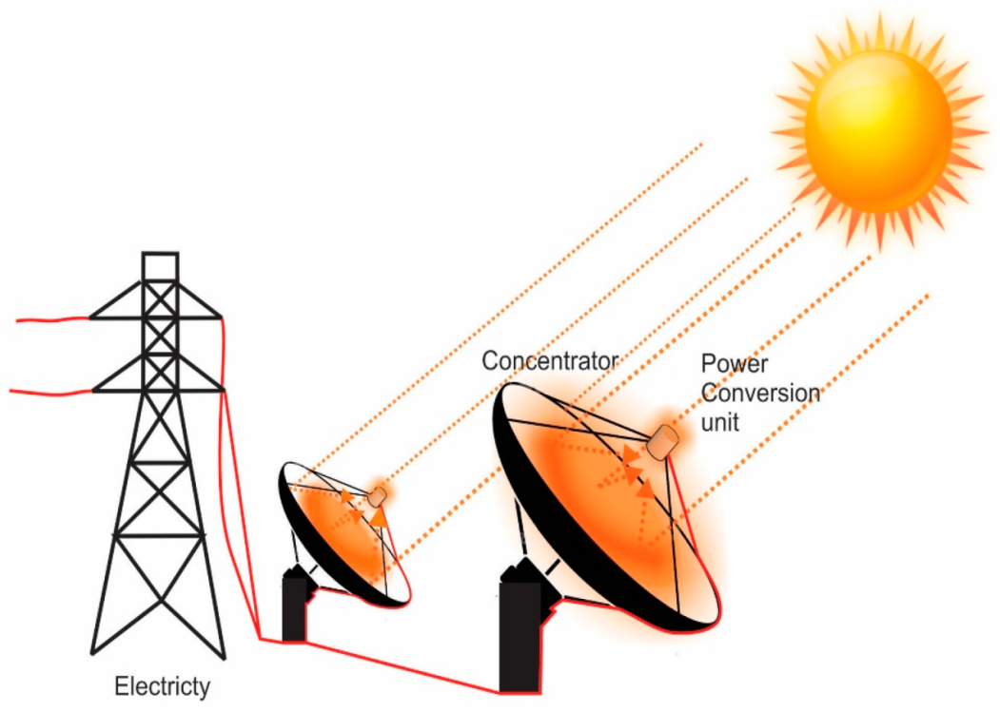 Concentrator
Power
Conversion
unit
Electricty